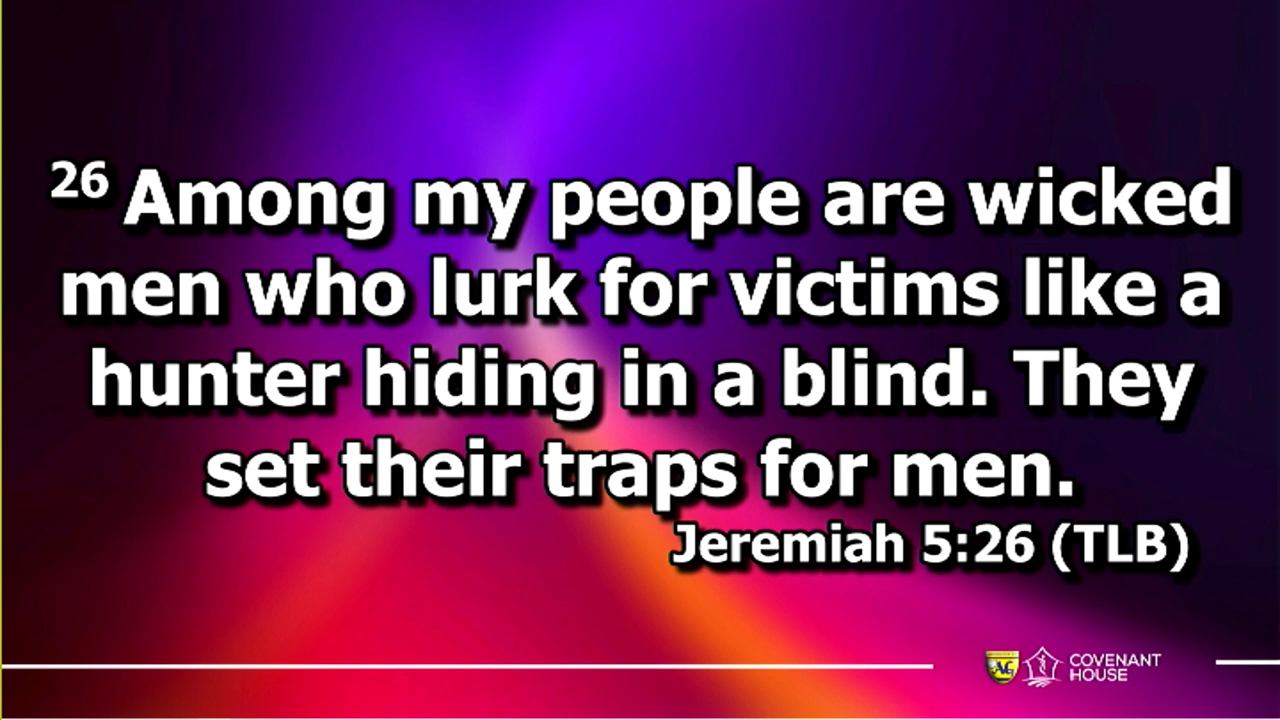 26 Among my people are wicked
men who lurk for victims like a
hunter hiding in a blind. They
set their traps for men.
Jeremiah 5:26 (TLB)
AG
COVENANT
HOUSE